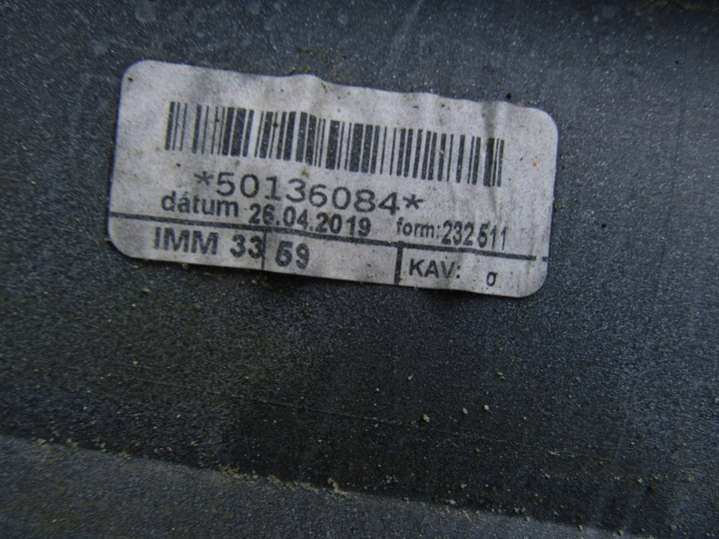 *50136084*
dátum 26.04.2019 form:232511
IMM 33 59 KAV: g